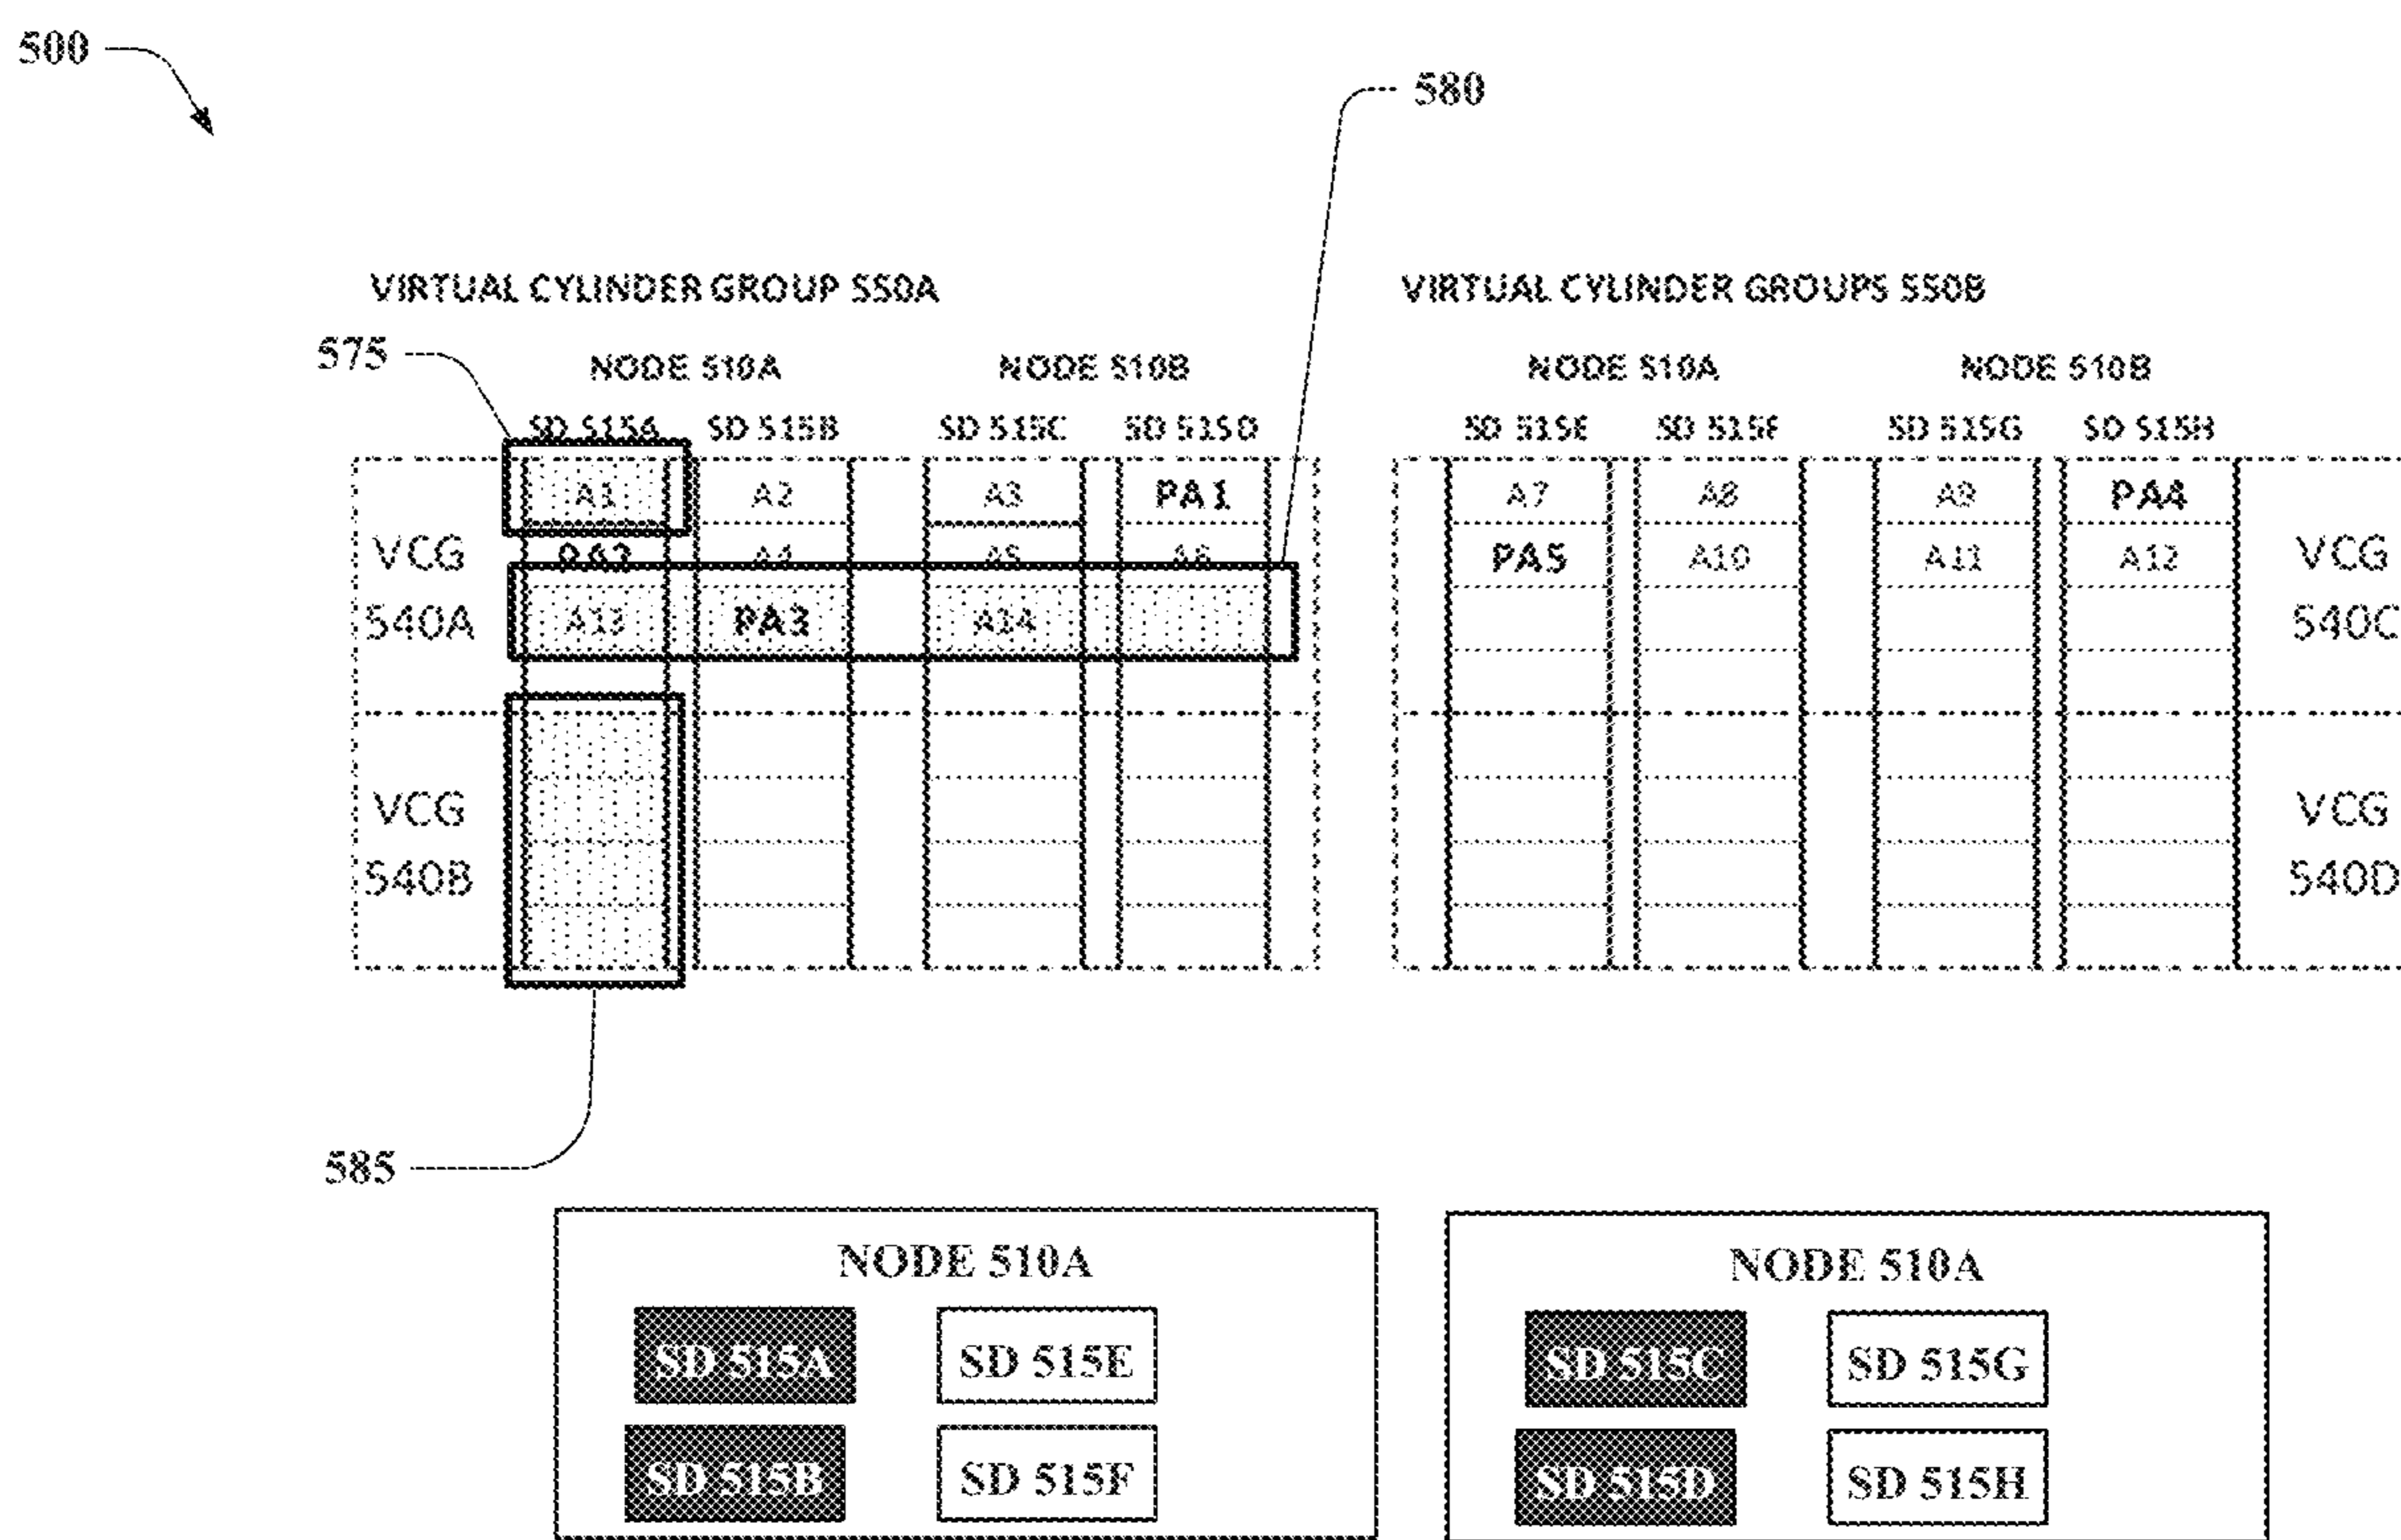 500
580
VIRTUAL CYLINDER GROUP 550A
VIRTUAL CYLINDER GROUPS 550B
575
NODE 510A
NODE 510B
NODE 510A
NODE 510B
SD 515A
SD 515B
SD 515C
SD 515D
SD 515E
SD 515F
SD 515G
SD 515H
A1
A2
A3
PA1
A7
A8
A9
PA4
VCG
540A
PA2
A4
A5
A6
PA5
A10
A11
A12
VCG
540C
A13
PA3
A14
VCG
540B
VCG
540D
585
NODE 510A
SD 515A
SD 515E
SD 515B
SD 515F
NODE 510A
SD 515C
SD 515G
SD 515D
SD 515H